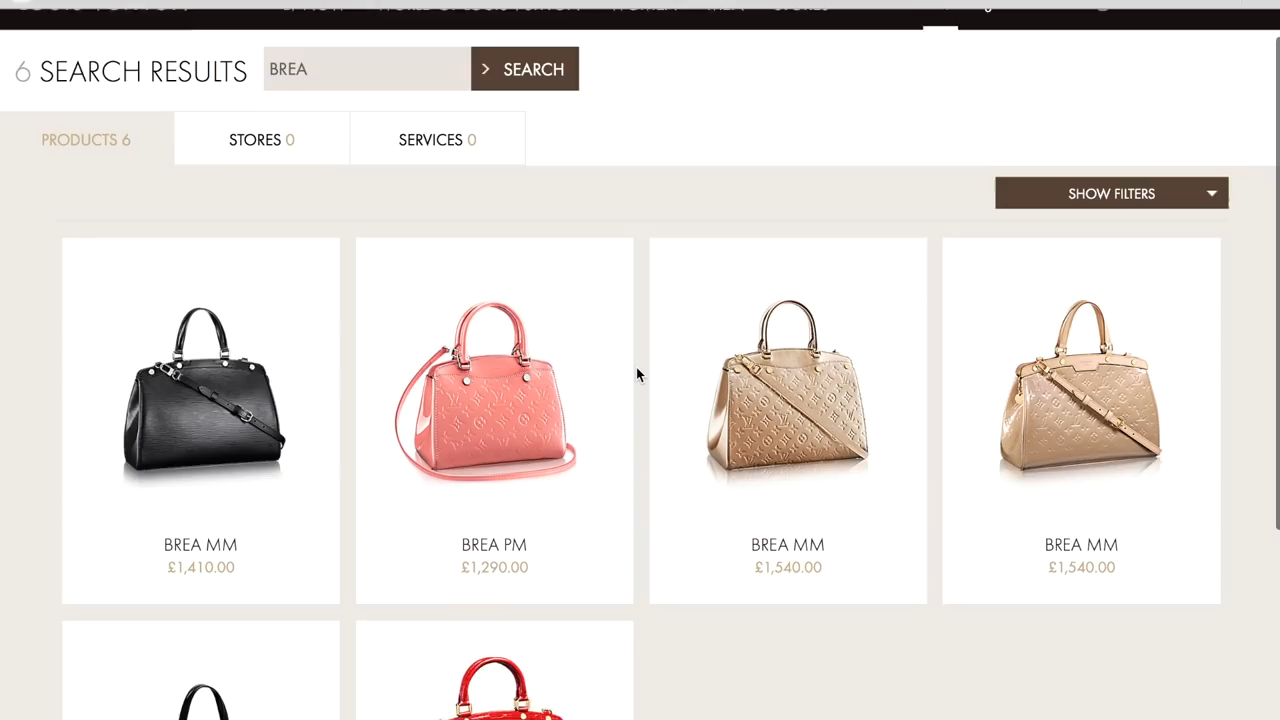 6 SEARCH RESULTS
BREA
> SEARCH
PRODUCTS 6
STORES 0
SERVICES 0
SHOW FILTERS
BREA MM
£1,410.00
BREA PM
£1,290.00
BREA MM
£1,540.00
BREA MM
£1,540.00